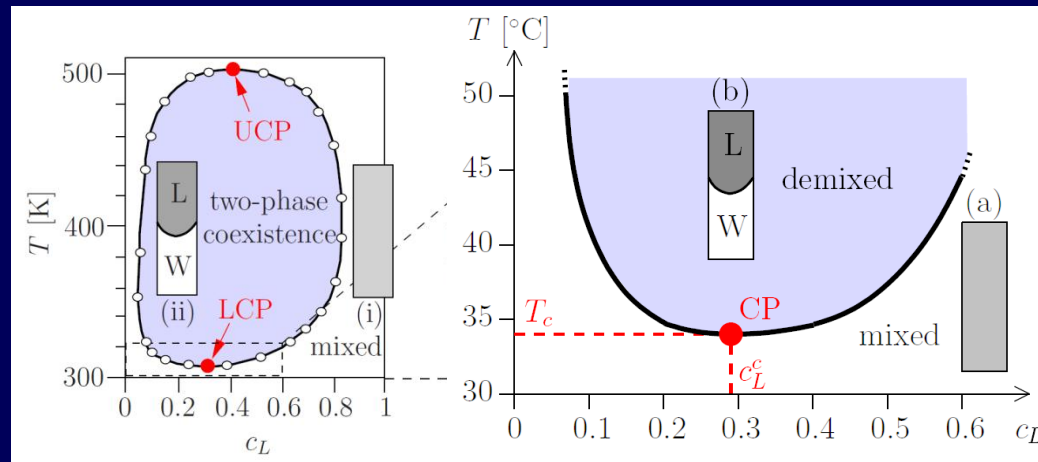 T [K]
500
400
300
0
0.2
0.4
0.6
0.8
1
c_L
UCP
L
W
(ii)
two-phase
coexistence
LCP
(i)
mixed
T [°C]
50
45
40
35
30
0
0.1
0.2
0.3
0.4
0.5
0.6
c_L
(b)
L
W
demixed
(a)
T_c
CP
mixed
c_L^c